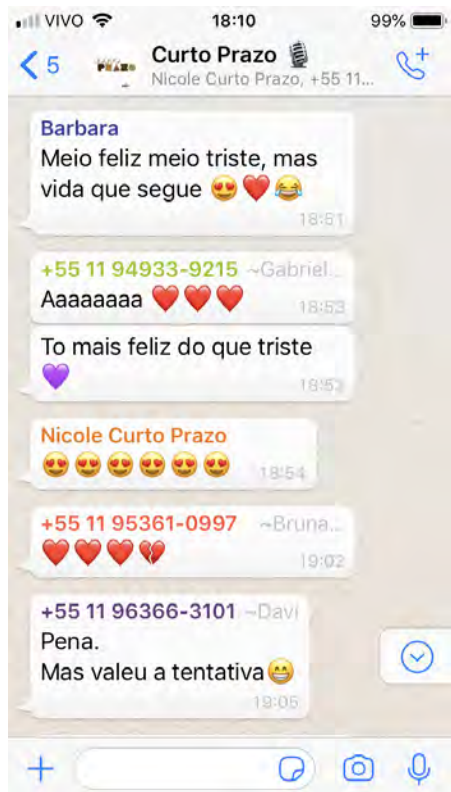 VIVO 18:10 99%
5 Curto Prazo 🎙
Nicole Curto Prazo, +55 11...
Barbara
Meio feliz meio triste, mas
vida que segue 😍❤️😂
18:51
+55 11 94933-9215 ~Gabriel...
Aaaaaaaa ❤️❤️❤️ 18:53
To mais feliz do que triste
💜 18:53
Nicole Curto Prazo
😍😍😍😍😍😍 18:54
+55 11 95361-0997 ~Bruna...
❤️❤️❤️💔 19:02
+55 11 96366-3101 ~Davi
Pena.
Mas valeu a tentativa😁
19:05